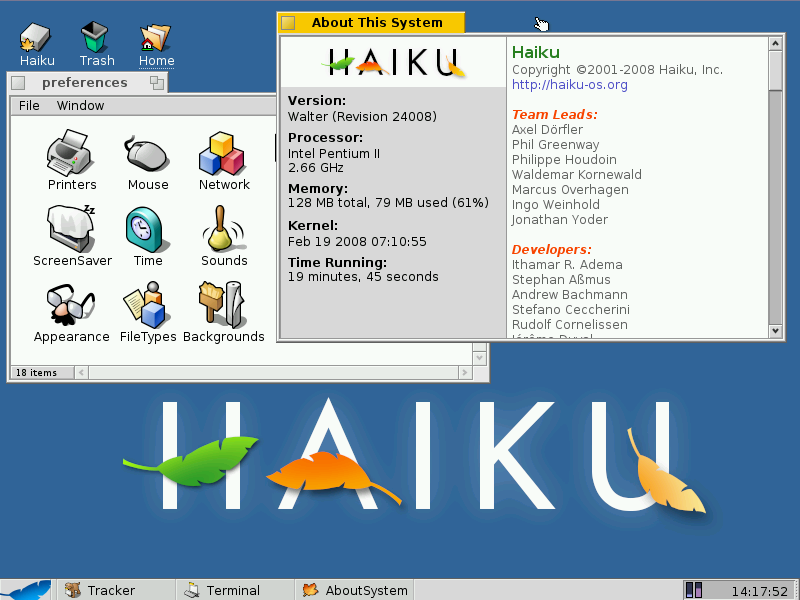 Haiku
Trash
Home
preferences
File Window
Printers
Mouse
Network
ScreenSaver
Time
Sounds
Appearance
FileTypes
Backgrounds
18 items
About This System
HAIKU
Version:
Walter (Revision 24008)
Processor:
Intel Pentium II
2.66 GHz
Memory:
128 MB total, 79 MB used (61%)
Kernel:
Feb 19 2008 07:10:55
Time Running:
19 minutes, 45 seconds
Haiku
Copyright ©2001-2008 Haiku, Inc.
http://haiku-os.org
Team Leads:
Axel Dörfler
Phil Greenway
Philippe Houdoin
Waldemar Kornewald
Marcus Overhagen
Ingo Weinhold
Jonathan Yoder
Developers:
Ithamar R. Adema
Stephan Aßmus
Andrew Bachmann
Stefano Ceccherini
Rudolf Cornelissen
HAIKU
Tracker
Terminal
AboutSystem
14:17:52